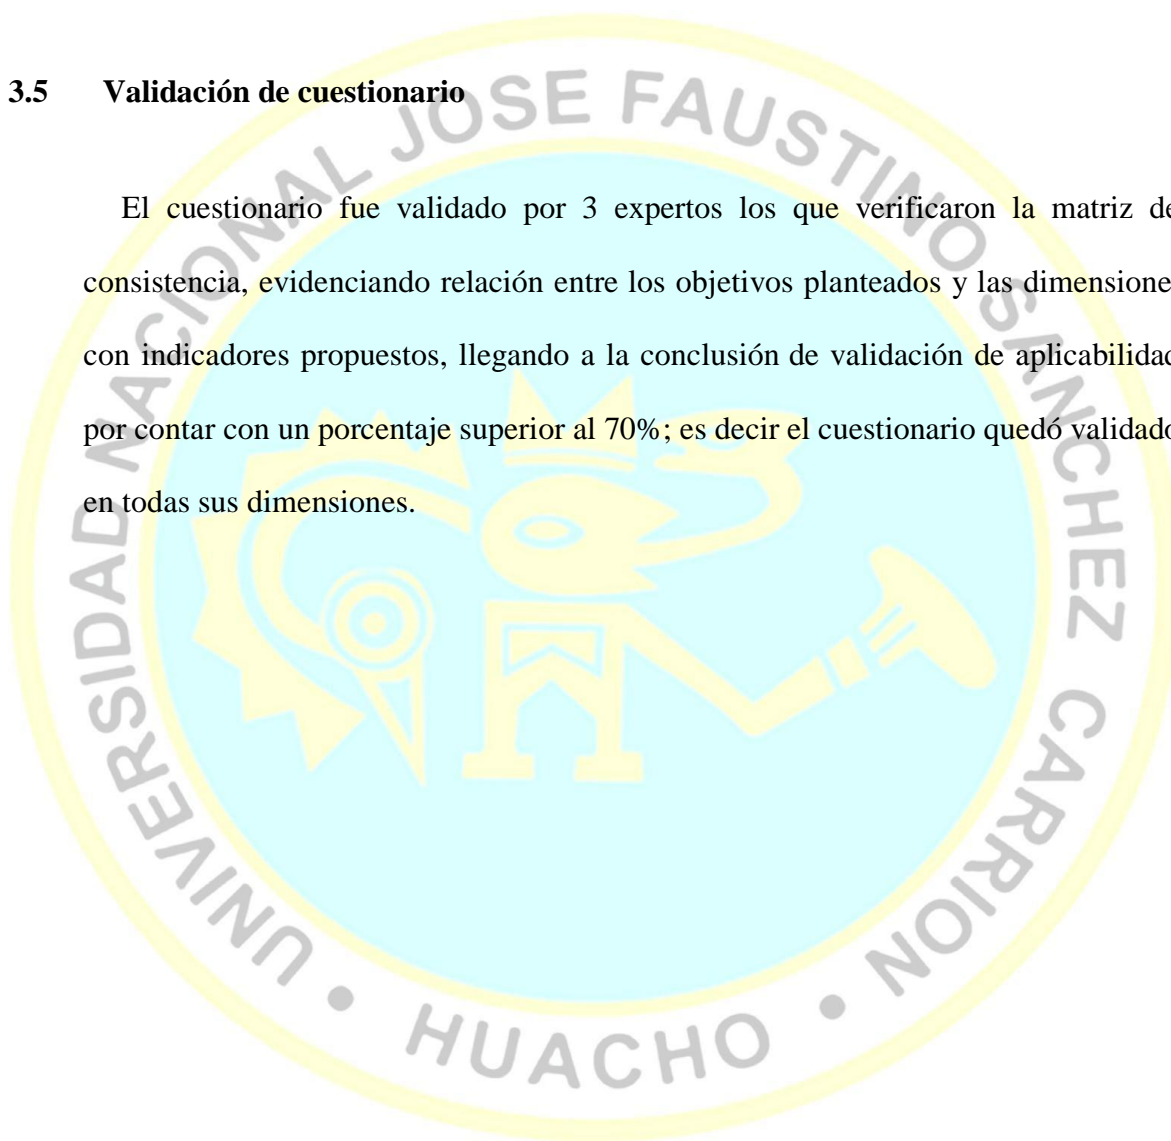 3.5 Validación de cuestionario
El cuestionario fue validado por 3 expertos los que verificaron la matriz de
consistencia, evidenciando relación entre los objetivos planteados y las dimensione
con indicadores propuestos, llegando a la conclusión de validación de aplicabilidad
por contar con un porcentaje superior al 70%; es decir el cuestionario quedó validado
en todas sus dimensiones.
UNIVERSIDAD NACIONAL JOSE FAUSTINO SANCHEZ CARRION • HUACHO •